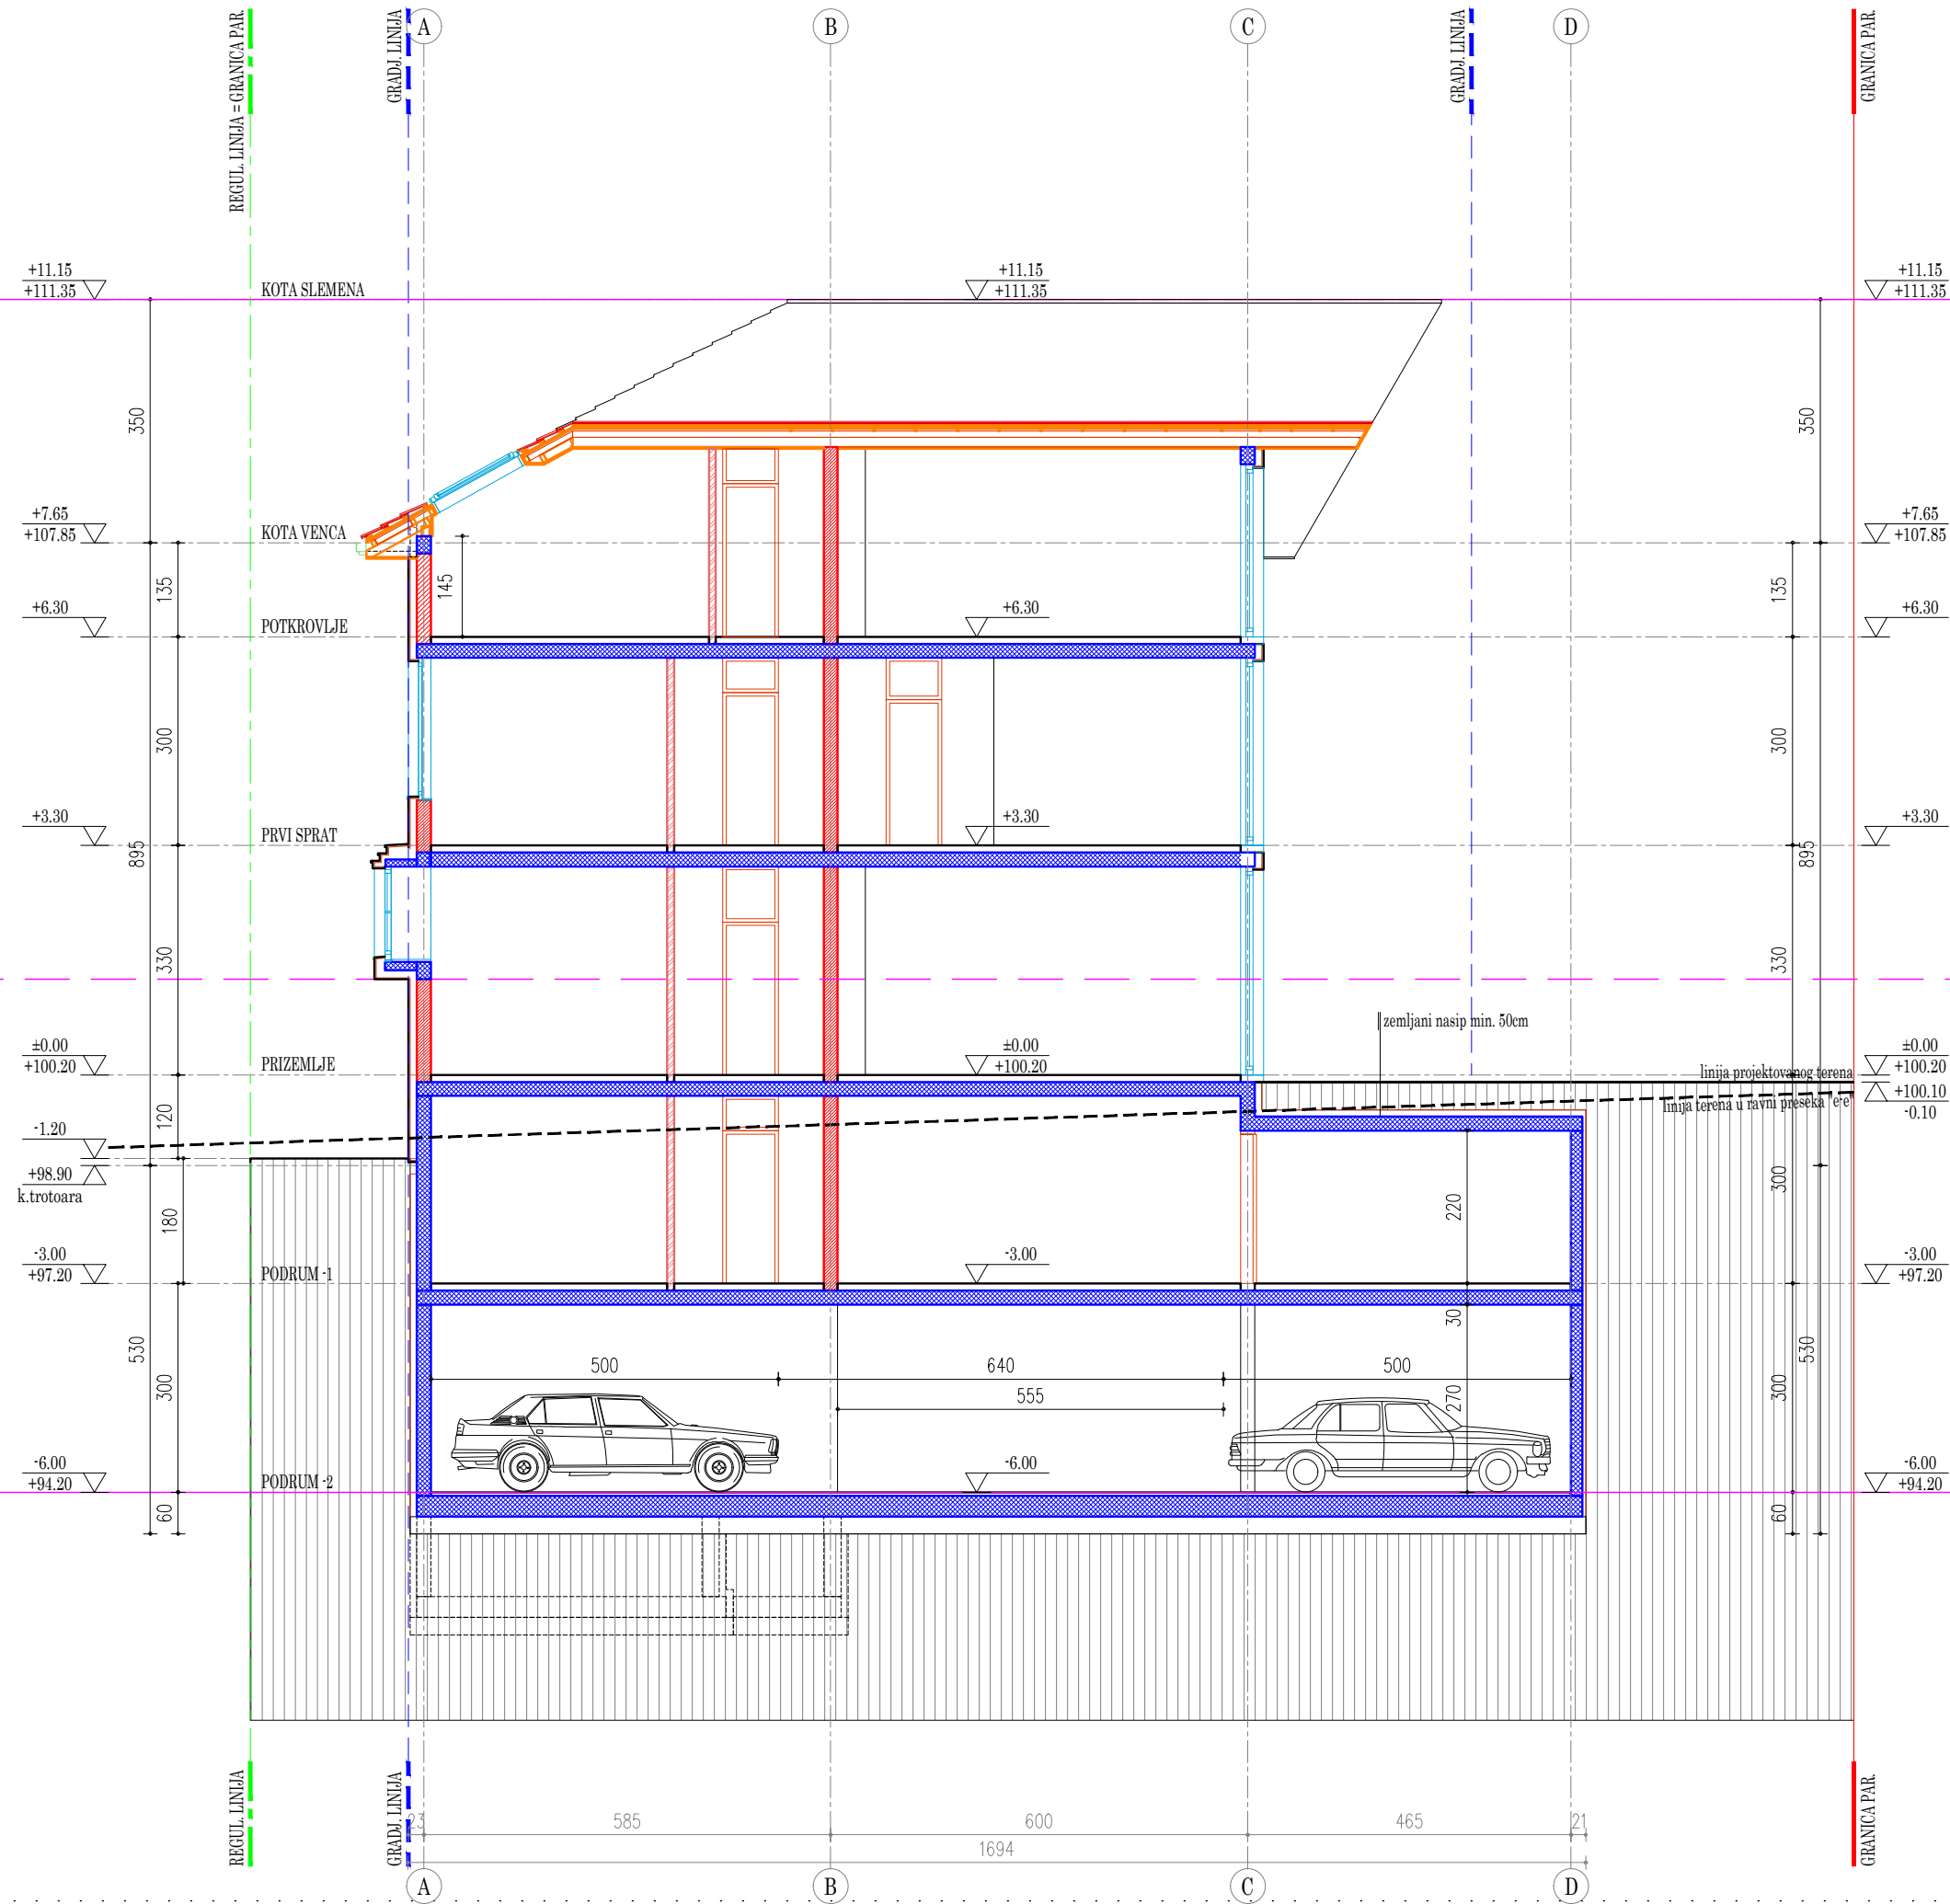 REGUL. LINIJA = GRANICA PAR.
GRADJ. LINIJA
A
B
C
GRADJ. LINIJA
D
GRANICA PAR.
+11.15
+111.35
KOTA SLEMENA
+11.15
+111.35
+11.15
+111.35
350
350
+7.65
+107.85
KOTA VENCA
+7.65
+107.85
135
145
135
+6.30
POTKROVLJE
+6.30
+6.30
300
300
+3.30
PRVI SPRAT
+3.30
+3.30
895
895
330
330
zemljani nasip min. 50cm
±0.00
+100.20
PRIZEMLJE
±0.00
+100.20
±0.00
+100.20
linija projektovanog terena
+100.10
-0.10
linija terena u ravni preseka "e-e"
120
-1.20
+98.90
k.trotoara
180
220
300
-3.00
+97.20
PODRUM -1
-3.00
-3.00
+97.20
530
30
530
500
640
500
300
555
270
300
-6.00
+94.20
PODRUM -2
-6.00
-6.00
+94.20
60
60
REGUL. LINIJA
GRADJ. LINIJA
GRANICA PAR.
23
585
600
465
21
1694
A
B
C
D